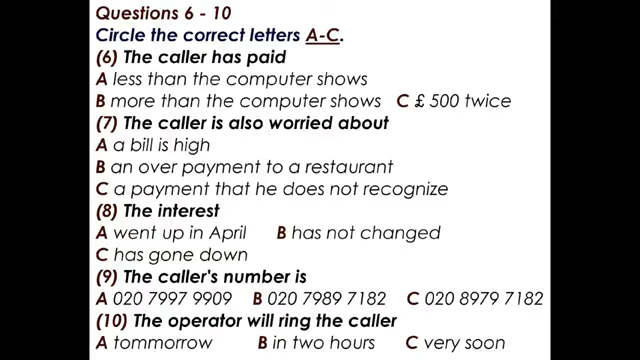 Questions 6 - 10
Circle the correct letters A-C.
(6) The caller has paid
A less than the computer shows
B more than the computer shows C £ 500 twice
(7) The caller is also worried about
A a bill is high
B an over payment to a restaurant
C a payment that he does not recognize
(8) The interest
A went up in April B has not changed
C has gone down
(9) The caller's number is
A 020 7997 9909 B 020 7989 7182 C 020 8979 7182
(10) The operator will ring the caller
A tommorrow B in two hours C very soon